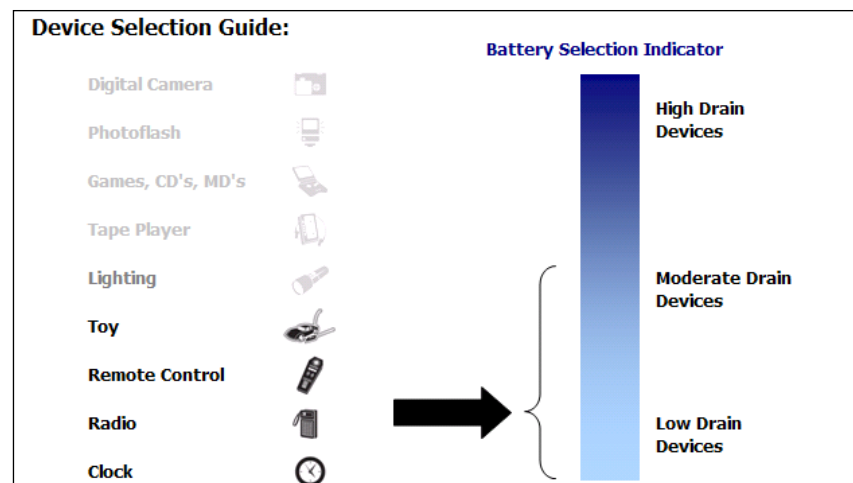 Device Selection Guide:
Battery Selection Indicator
Digital Camera
Photoflash
Games, CD's, MD's
Tape Player
Lighting
Toy
Remote Control
Radio
Clock
High Drain
Devices
Moderate Drain
Devices
Low Drain
Devices